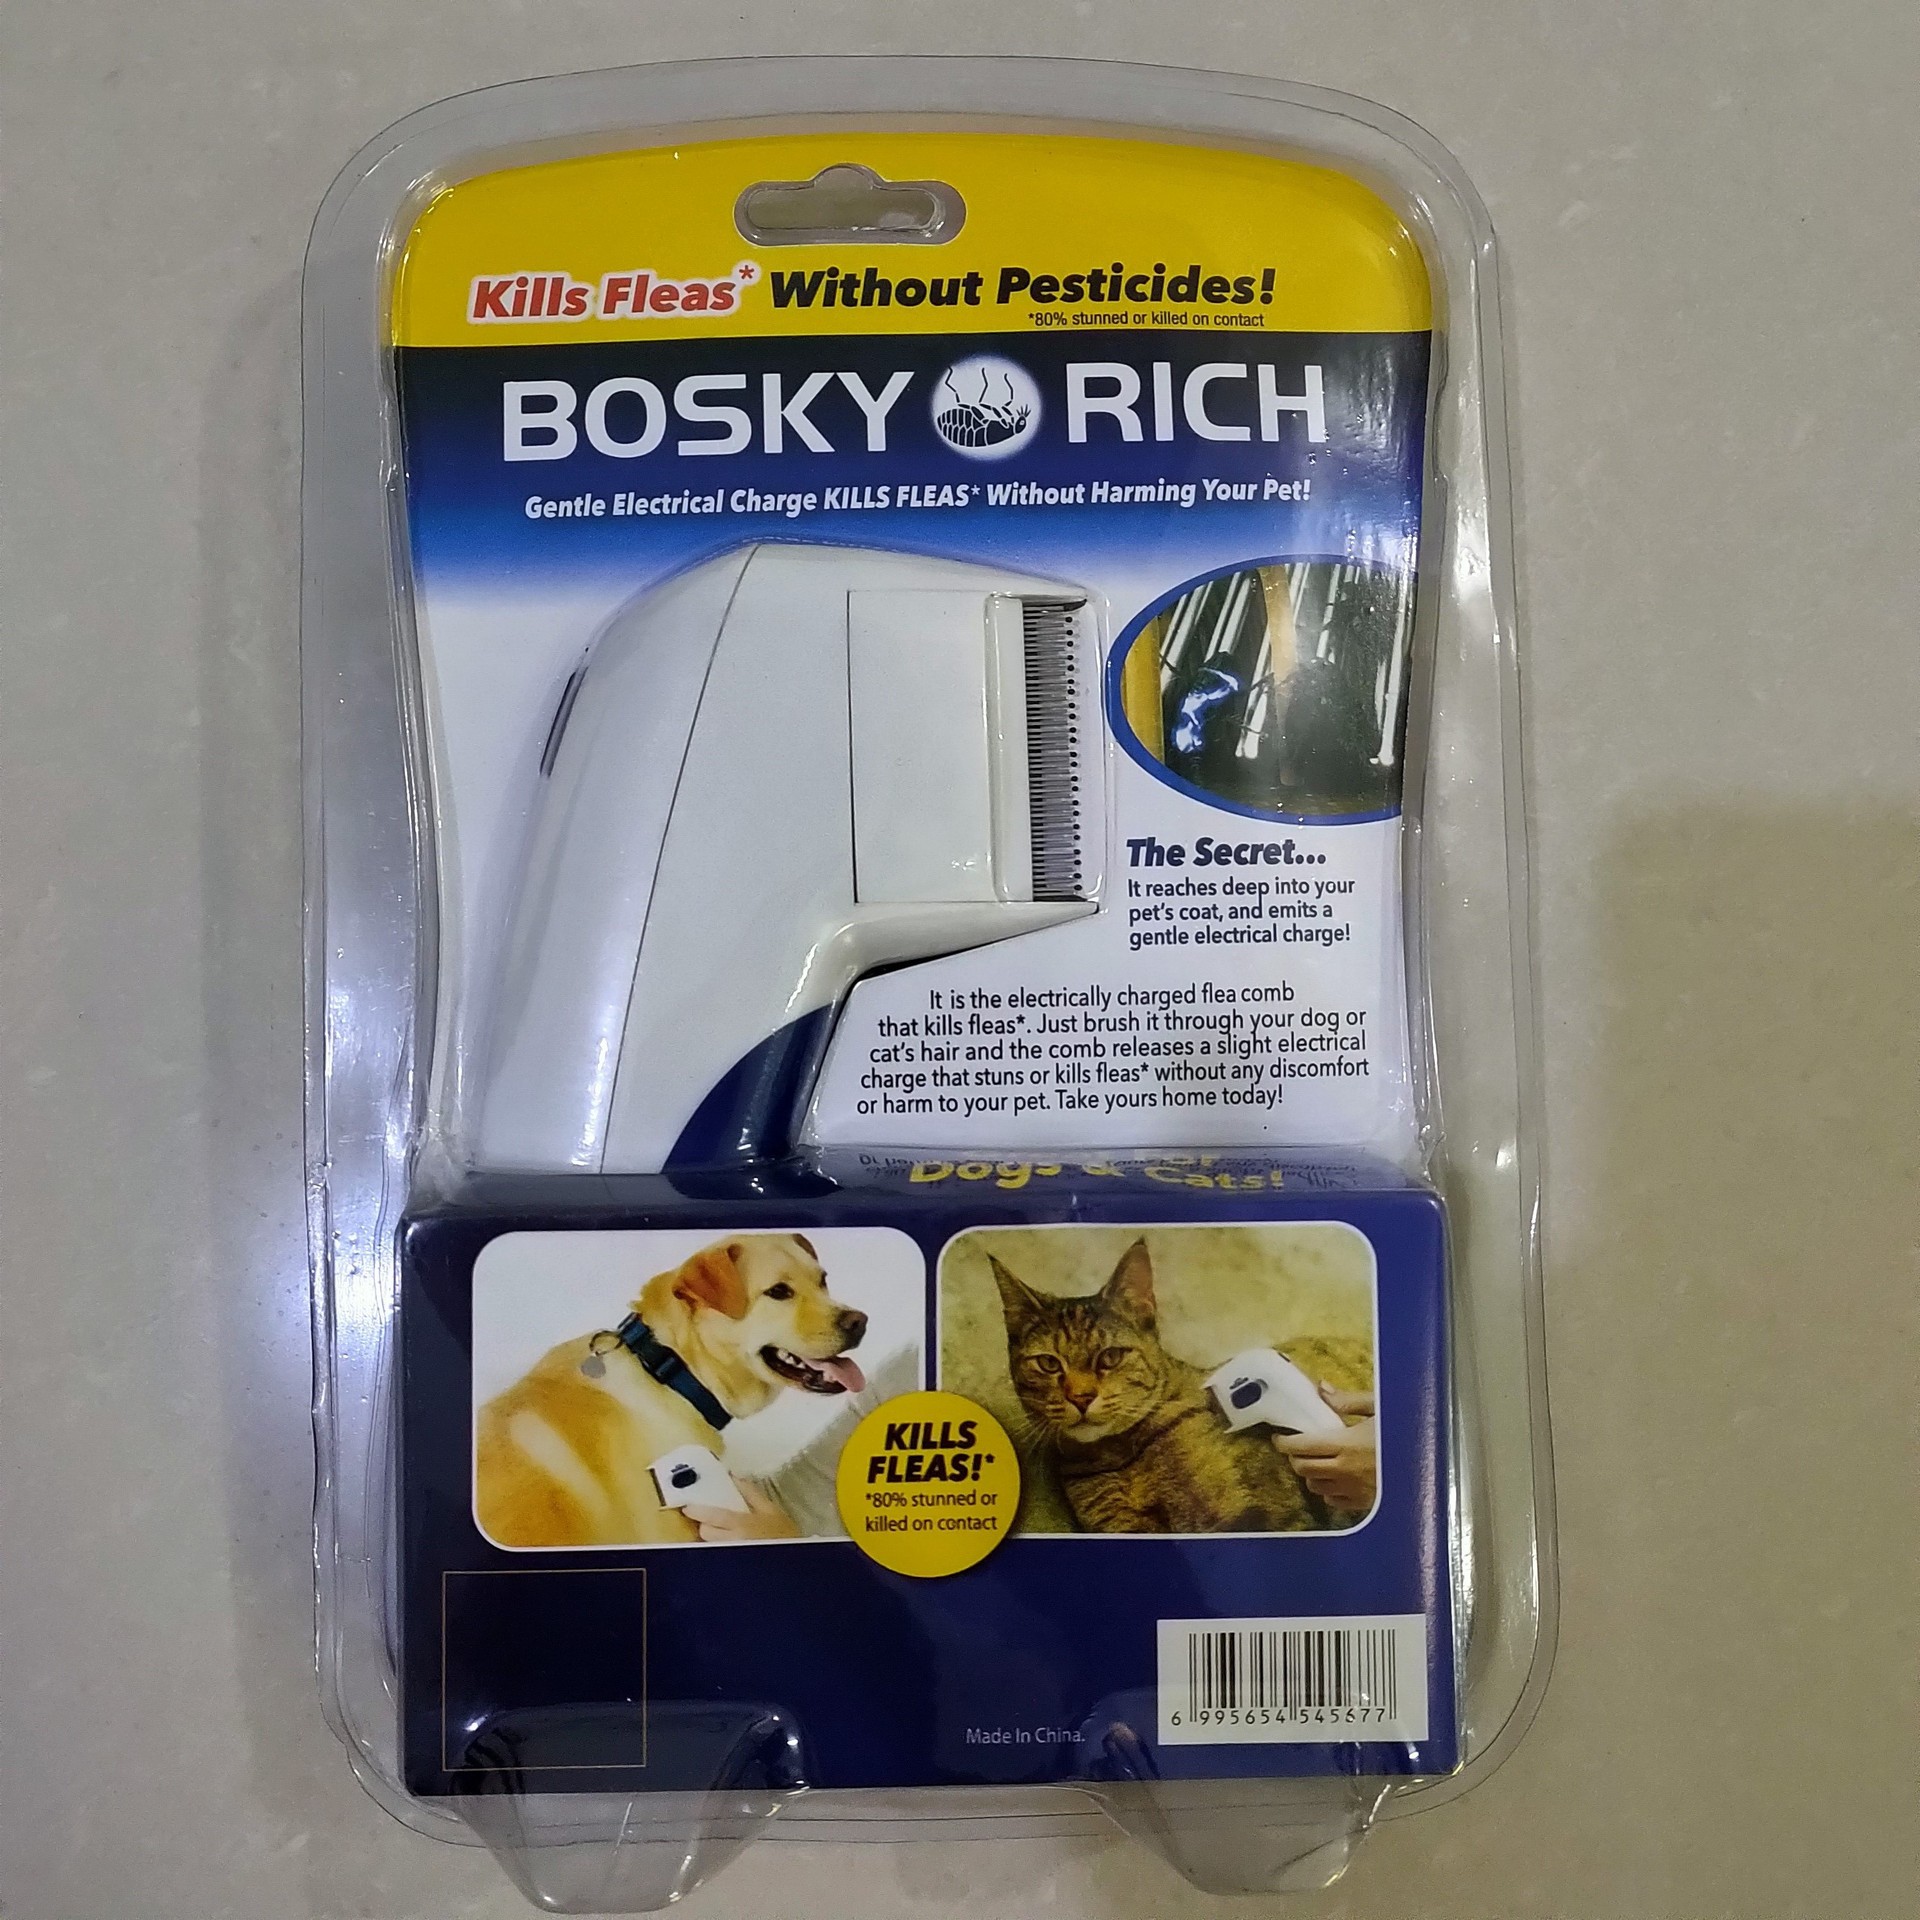 Kills Fleas* Without Pesticides!
*80% stunned or killed on contact
BOSKY RICH
Gentle Electrical Charge KILLS FLEAS* Without Harming Your Pet!
The Secret...
It reaches deep into your
pet's coat, and emits a
gentle electrical charge!
It is the electrically charged flea comb
that kills fleas*. Just brush it through your dog or
cat's hair and the comb releases a slight electrical
charge that stuns or kills fleas* without any discomfort
or harm to your pet. Take yours home today!
Dogs &
Cats!
KILLS
FLEAS!*
*80% stunned or
killed on contact
Made In China.
6 995654 545677